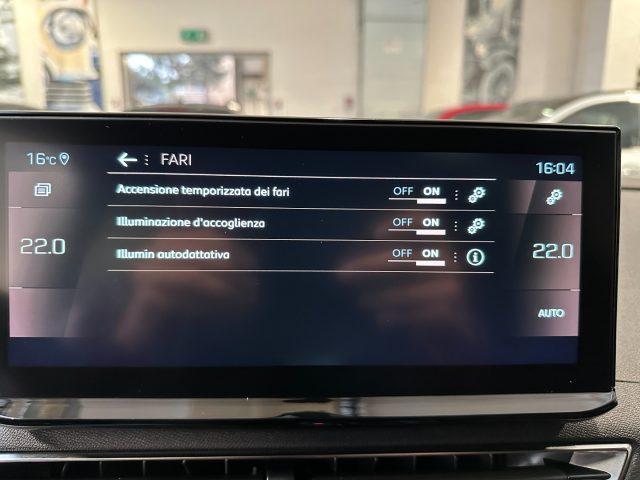 16°C
FARI
16:04
Accensione temporizzata dei fari
OFF ON
Illuminazione d'accoglienza
OFF ON
22.0
22.0
Illumin autodattativa
OFF ON
AUTO